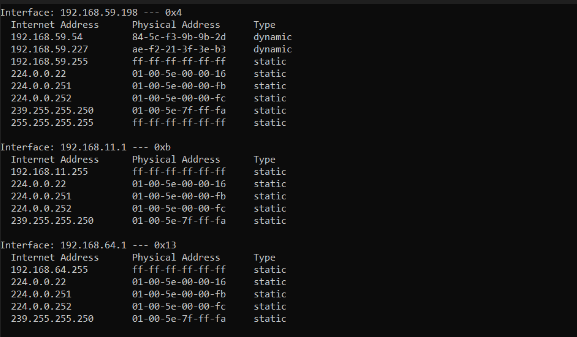 Interface: 192.168.59.198 --- 0x4
  Internet Address      Physical Address      Type
  192.168.59.54         84-5c-f3-9b-9b-2d     dynamic
  192.168.59.227        ae-f2-21-3f-3e-b3     dynamic
  192.168.59.255        ff-ff-ff-ff-ff-ff     static
  224.0.0.22            01-00-5e-00-00-16     static
  224.0.0.251           01-00-5e-00-00-fb     static
  224.0.0.252           01-00-5e-00-00-fc     static
  239.255.255.250       01-00-5e-7f-ff-fa     static
  255.255.255.255       ff-ff-ff-ff-ff-ff     static

Interface: 192.168.11.1 --- 0xb
  Internet Address      Physical Address      Type
  192.168.11.255        ff-ff-ff-ff-ff-ff     static
  224.0.0.22            01-00-5e-00-00-16     static
  224.0.0.251           01-00-5e-00-00-fb     static
  224.0.0.252           01-00-5e-00-00-fc     static
  239.255.255.250       01-00-5e-7f-ff-fa     static

Interface: 192.168.64.1 --- 0x13
  Internet Address      Physical Address      Type
  192.168.64.255        ff-ff-ff-ff-ff-ff     static
  224.0.0.22            01-00-5e-00-00-16     static
  224.0.0.251           01-00-5e-00-00-fb     static
  224.0.0.252           01-00-5e-00-00-fc     static
  239.255.255.250       01-00-5e-7f-ff-fa     static